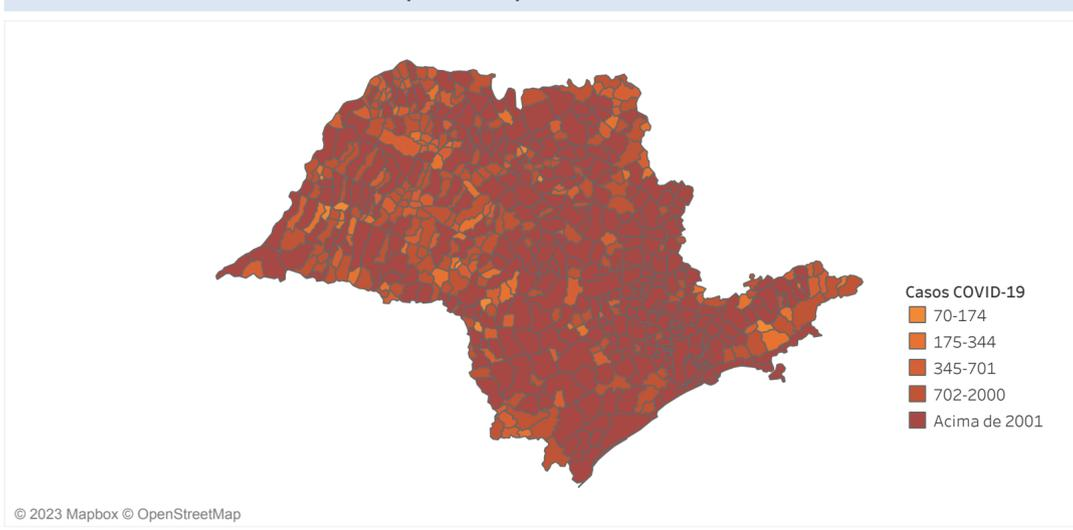 Casos COVID-19
70-174
175-344
345-701
702-2000
Acima de 2001
© 2023 Mapbox © OpenStreetMap